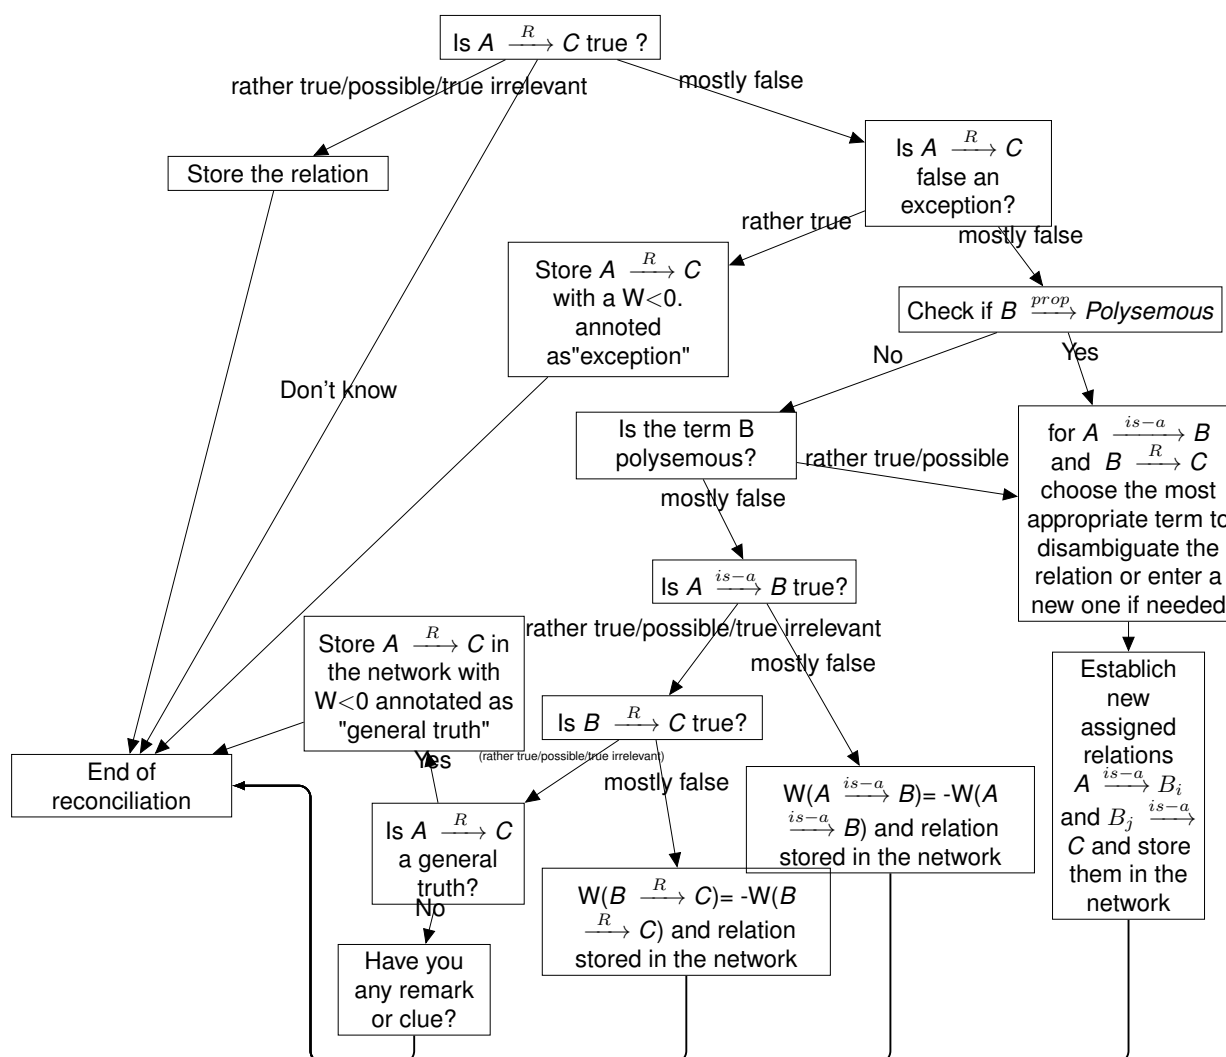 Is A R→ C true ?
rather true/possible/true irrelevant
mostly false
Store the relation
Is A R→ C
false an
exception?
rather true
mostly false
Store A R→ C
with a W<0.
annoted
as"exception"
Check if B prop→ Polysemous
No
Yes
Don't know
Is the term B
polysemous?
rather true/possible
mostly false
for A is−a→ B
and B R→ C
choose the most
appropriate term to
disambiguate the
relation or enter a
new one if needed
Is A is−a→ B true?
rather true/possible/true irrelevant
mostly false
Store A R→ C in
the network with
W<0 annotated as
"general truth"
Establich
new
assigned
relations
A is−a→ Bi
and Bj is−a→
C and store
them in the
network
Is B R→ C true?
(rather true/possible/true irrelevant)
mostly false
Yes
End of
reconciliation
W(A is−a→ B)= -W(A
is−a→ B) and relation
stored in the network
Is A R→ C
a general
truth?
No
W(B R→ C)= -W(B
R→ C) and relation
stored in the network
Have you
any remark
or clue?